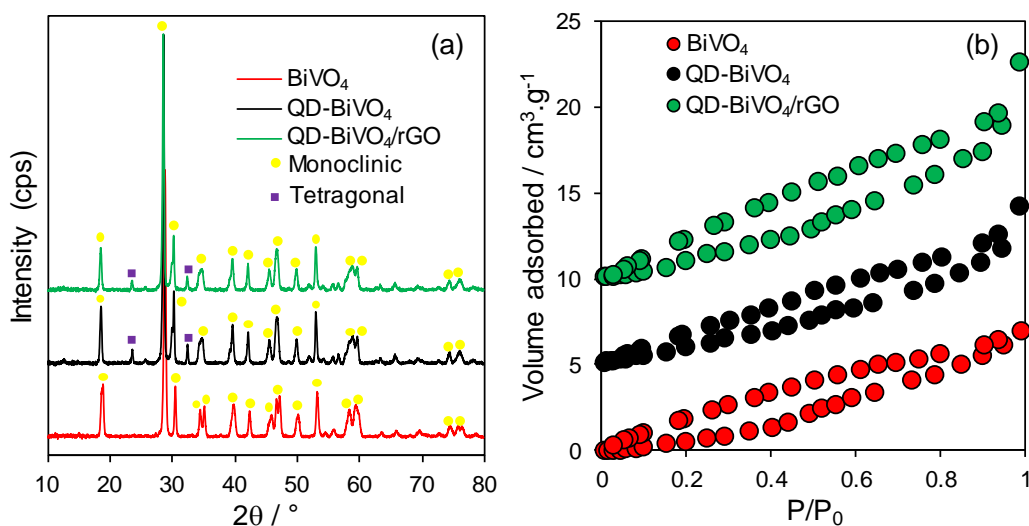 (a)
BiVO₄
QD-BiVO₄
QD-BiVO₄/rGO
Monoclinic
Tetragonal
Intensity (cps)
10 20 30 40 50 60 70 80
2θ / °
(b)
BiVO₄
QD-BiVO₄
QD-BiVO₄/rGO
Volume adsorbed / cm³.g⁻¹
25
20
15
10
5
0
0 0.2 0.4 0.6 0.8 1
P/P₀